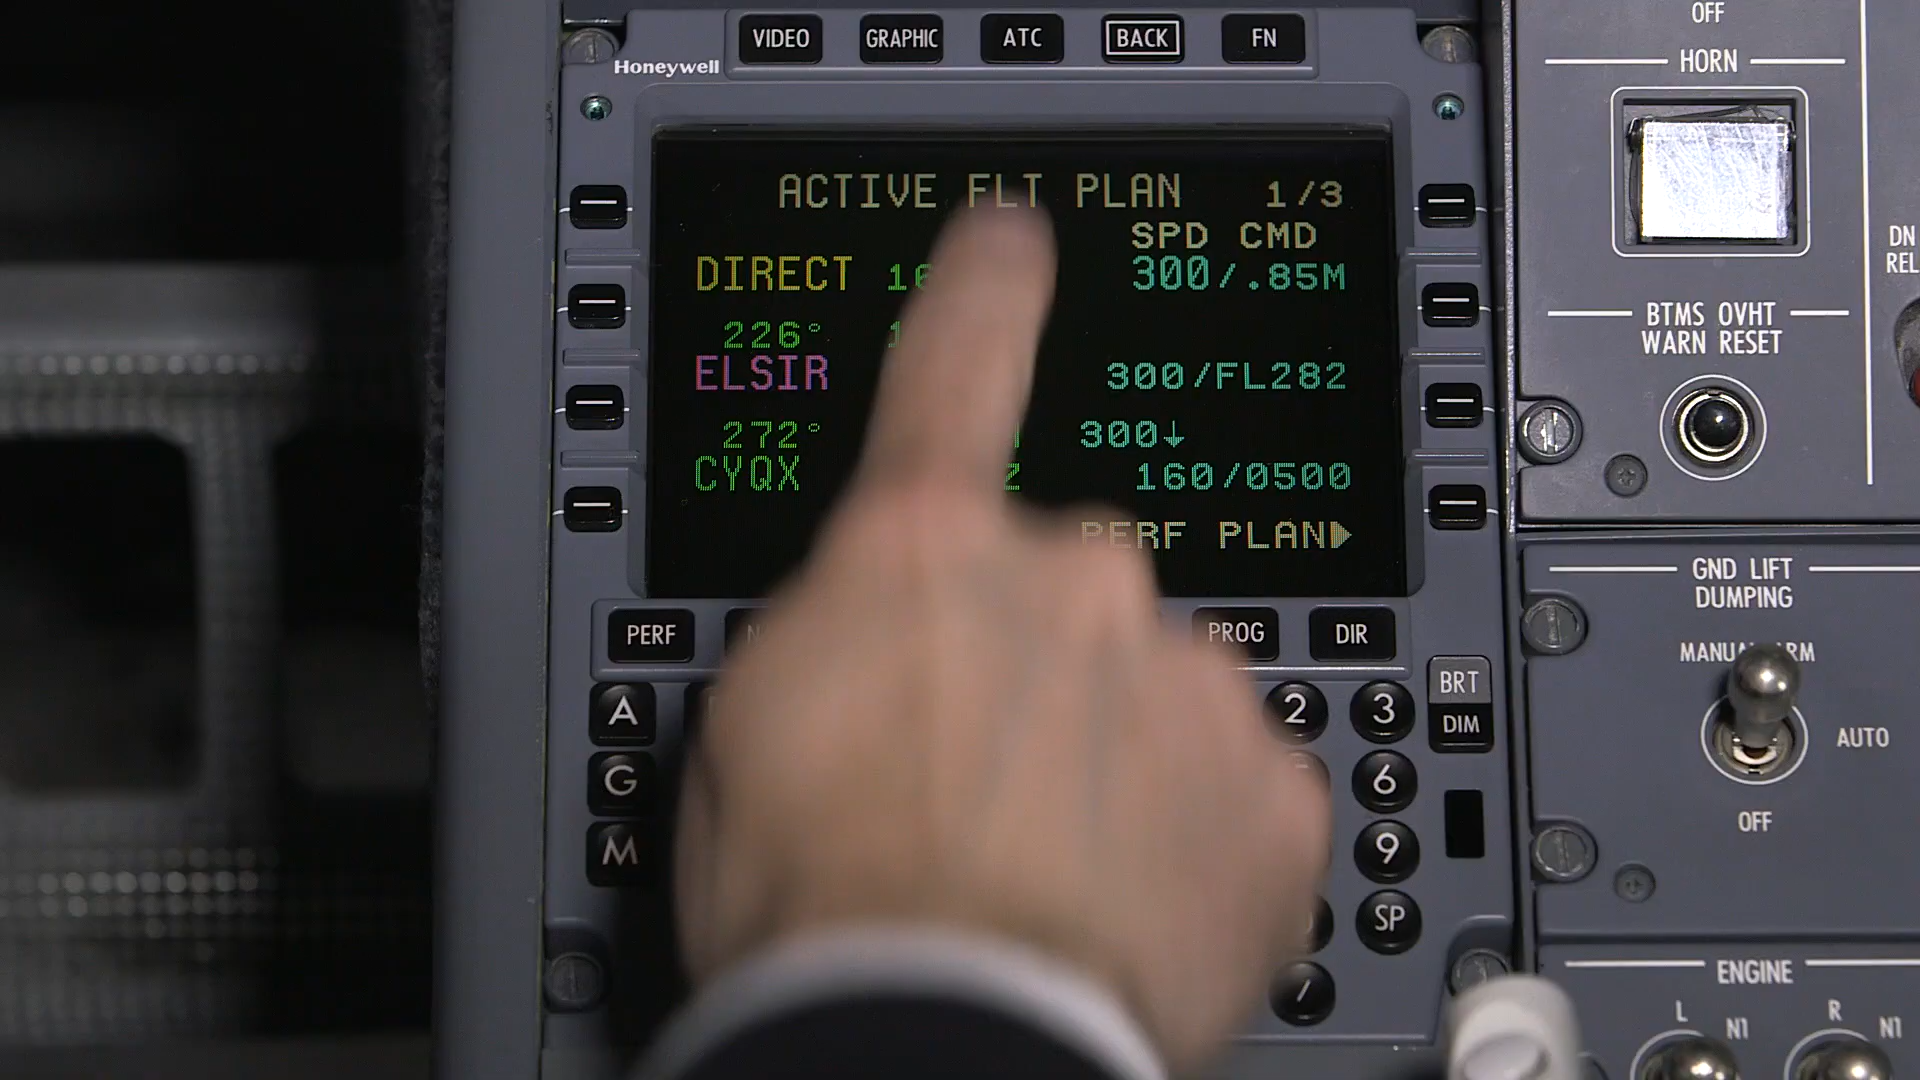 VIDEO GRAPHIC ATC BACK FN
Honeywell
ACTIVE FLT PLAN 1/3
SPD CMD
DIRECT 300/.85M
226°
ELSIR 300/FL282
272° 300↓
CYQX 160/0500
PERF PLAN
PERF PROG DIR
A 2 3
BRT
DIM
G 6
M 9
SP
/
OFF
HORN
DN
REL
BTMS OVHT
WARN RESET
GND LIFT
DUMPING
MANUAL ARM
AUTO
OFF
ENGINE
L N1 R N1